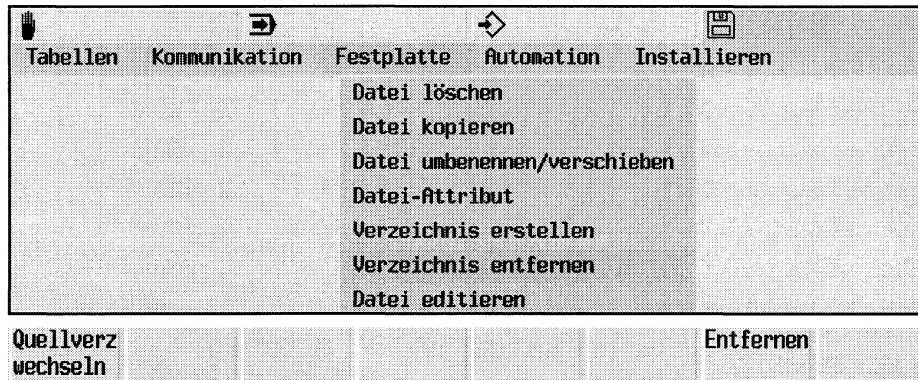 Tabellen Kommunikation Festplatte Automation Installieren
Datei löschen
Datei kopieren
Datei umbenennen/verschieben
Datei-Attribut
Verzeichnis erstellen
Verzeichnis entfernen
Datei editieren
Quellverz Entfernen
wechseln